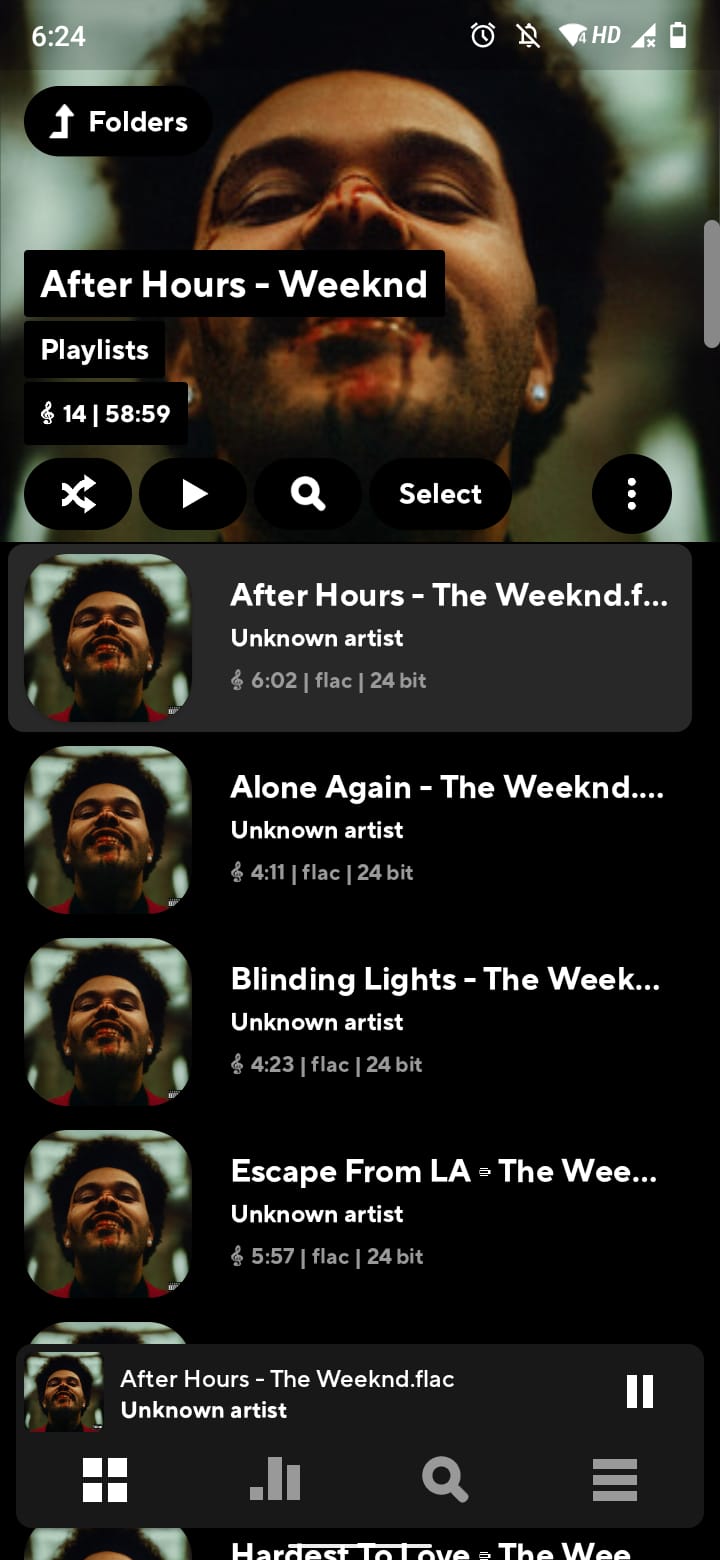 6:24
HD
Folders
After Hours - Weeknd
Playlists
14 | 58:59
Select
After Hours - The Weeknd.f...
Unknown artist
6:02 | flac | 24 bit
Alone Again - The Weeknd....
Unknown artist
4:11 | flac | 24 bit
Blinding Lights - The Week...
Unknown artist
4:23 | flac | 24 bit
Escape From LA - The Wee...
Unknown artist
5:57 | flac | 24 bit
After Hours - The Weeknd.flac
Unknown artist
Hardest To Love - The Wee...